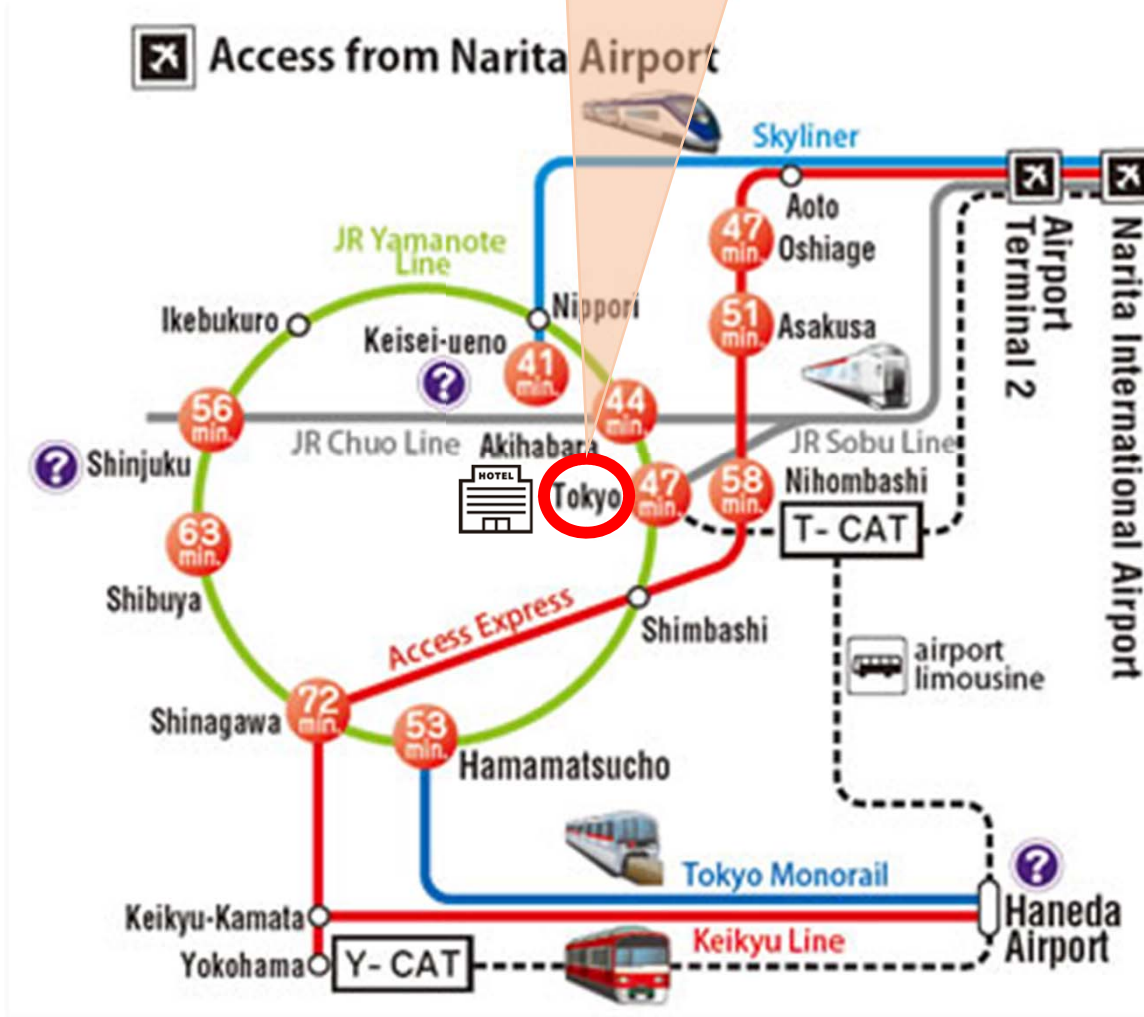 Access from Narita Airport
Skyliner
Aoto
47 min.
Oshiage
JR Yamanote
Line
Airport
Terminal 2
Narita International Airport
Ikebukuro
Nippori
Keisei-ueno
41
min.
51
min.
Asakusa
?
56
min.
44
min.
JR Chuo Line
Akihabara
JR Sobu Line
?
Shinjuku
HOTEL
Tokyo
47
min.
58
min.
Nihombashi
T- CAT
63
min.
Shibuya
Access Express
Shimbashi
airport
limousine
72
min.
Shinagawa
53
min.
Hamamatsucho
Tokyo Monorail
?
Keikyu-Kamata
Haneda
Airport
Keikyu Line
Yokohama
Y- CAT